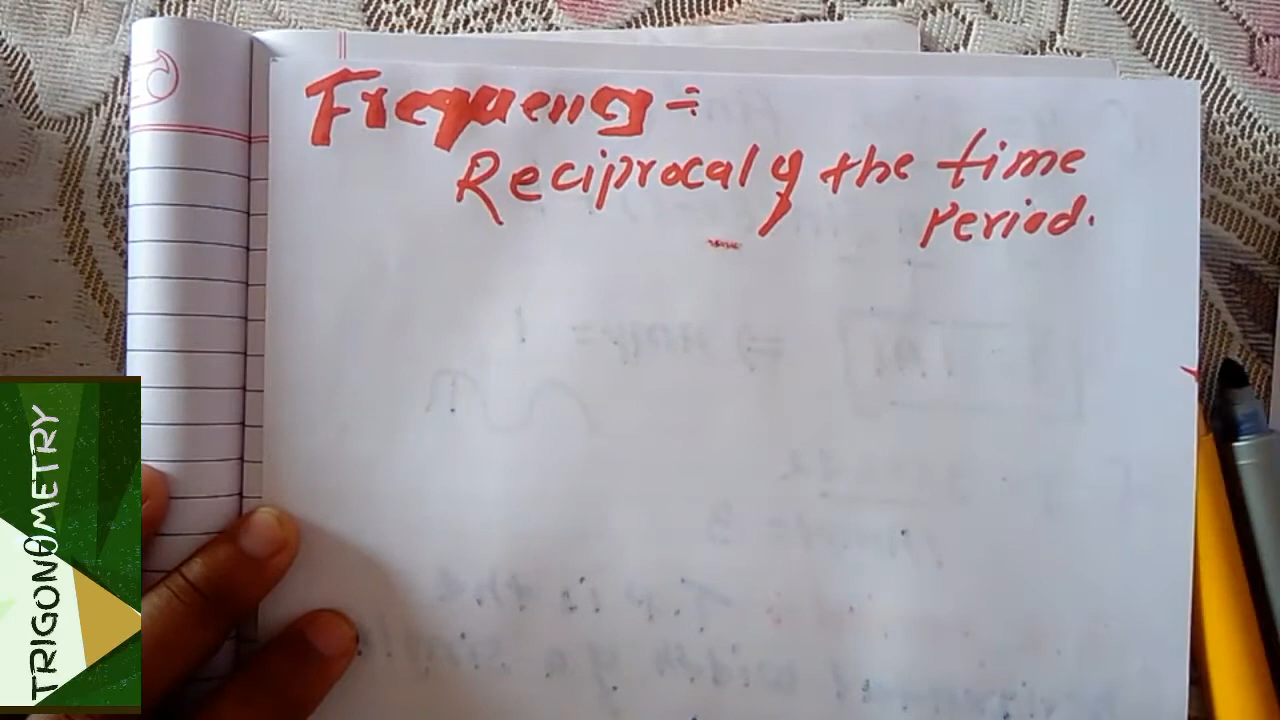 Frequency =
Reciprocal of the time
period.
TRIGONOMETRY